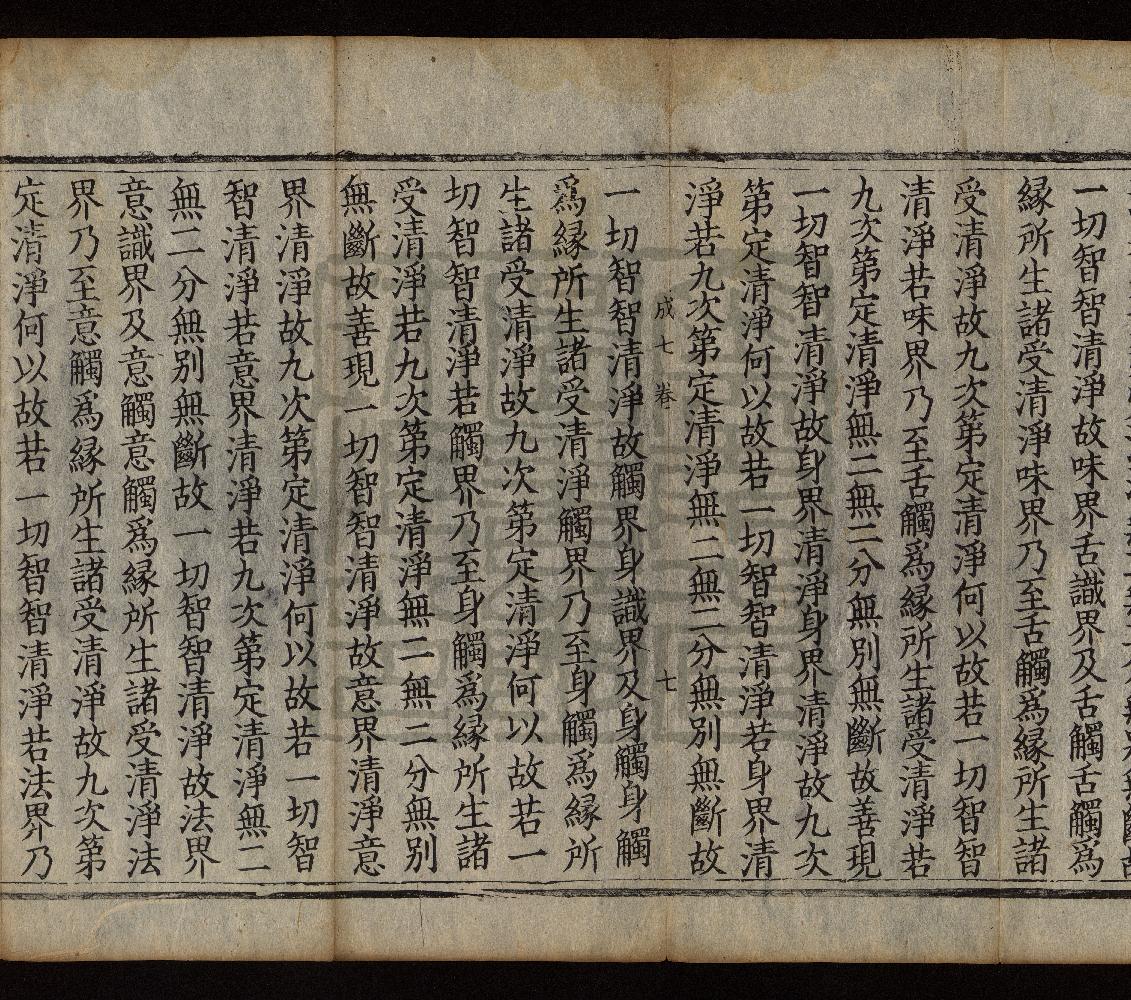 一切智智清淨故味界舌識界及舌觸舌觸爲
緣所生諸受清淨味界乃至舌觸爲緣所生諸
受清淨故九次第定清淨何以故若一切智智
清淨若味界乃至舌觸爲緣所生諸受清淨若
九次第定清淨無二無二分無別無斷故善現
一切智智清淨故身界清淨身界清淨故九次
第定清淨何以故若一切智智清淨若身界清
淨若九次第定清淨無二無二分無別無斷故
成七卷 七
一切智智清淨故觸界身識界及身觸身觸
爲緣所生諸受清淨觸界乃至身觸爲緣所
生諸受清淨故九次第定清淨何以故若一
切智智清淨若觸界乃至身觸爲緣所生諸
受清淨若九次第定清淨無二無二分無別
無斷故善現一切智智清淨故意界清淨意
界清淨故九次第定清淨何以故若一切智
智清淨若意界清淨若九次第定清淨無二
無二分無别無斷故一切智智清淨故法界
意識界及意觸意觸爲緣所生諸受清淨法
界乃至意觸爲緣所生諸受清淨故九次第
定清淨何以故若一切智智清淨若法界乃